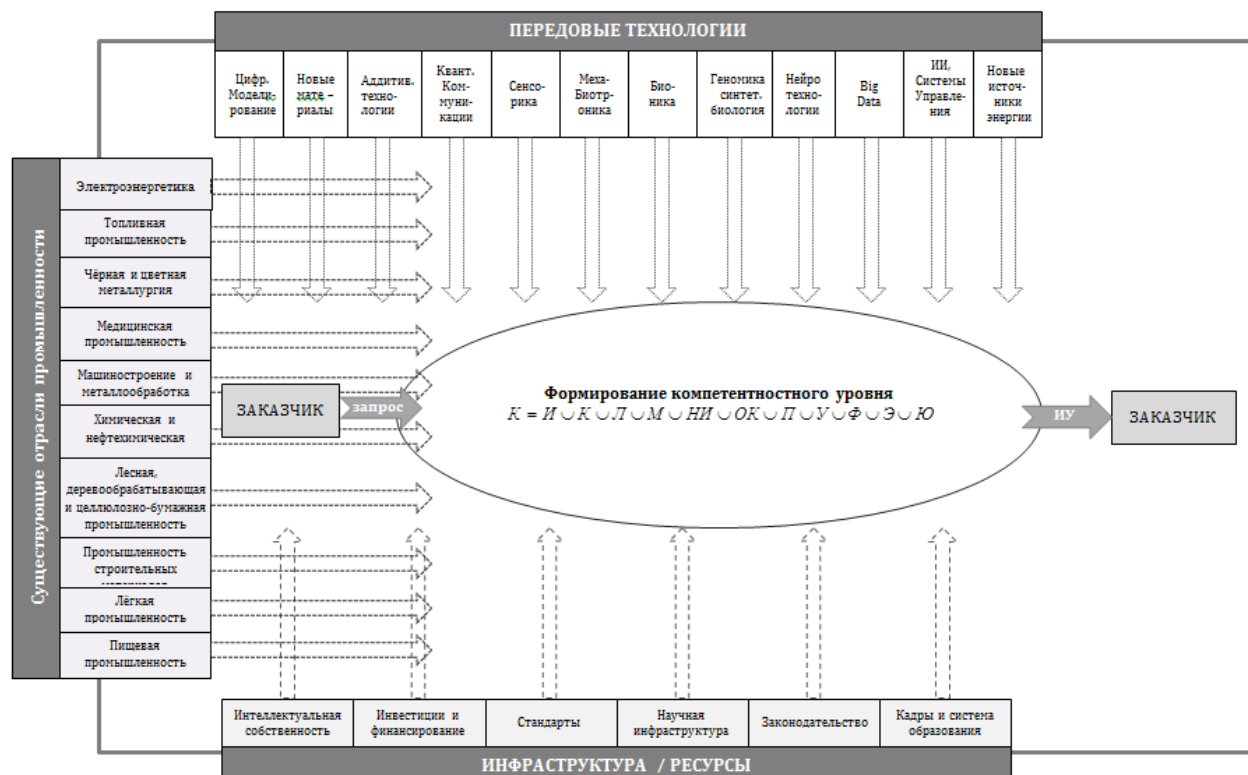 ПЕРЕДОВЫЕ ТЕХНОЛОГИИ
Цифр.
Модели-
рование
Новые
мате –
риалы
Аддитив.
техно-
логии
Квант.
Ком-
муни-
кации
Сенсо-
рика
Меха-
Биотр-
оника
Био-
ника
Геномика
синтет.
биология
Нейро
техно-
логии
Big
Data
ИИ,
Системы
Управле-
ния
Новые
источ-
ники
энергии
Существующие отрасли промышленности
Электроэнергетика
Топливная
промышленность
Чёрная и цветная
металлургия
Медицинская
промышленность
Машиностроение и
металлообработка
Химическая и
нефтехимическая
Лесная,
деревообрабатывающая
и целлюлозно-бумажная
промышленность
Промышленность
строительных
Лёгкая
промышленность
Пищевая
промышленность
ЗАКАЗЧИК
запрос
Формирование компетентностного уровня
К = И ∪ К ∪ Л ∪ М ∪ НИ ∪ ОК ∪ П ∪ У ∪ Ф ∪ Э ∪ Ю
ИУ
ЗАКАЗЧИК
Интеллектуальная
собственность
Инвестиции и
финансирование
Стандарты
Научная
инфраструктура
Законодательство
Кадры и система
образования
ИНФРАСТРУКТУРА / РЕСУРСЫ